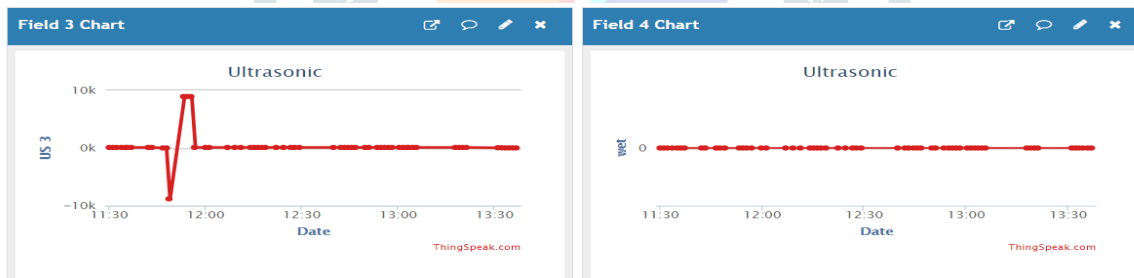 Field 3 Chart
Ultrasonic
10k
0k
-10k
US 3
11:30 12:00 12:30 13:00 13:30
Date
ThingSpeak.com
Field 4 Chart
Ultrasonic
0
wet
11:30 12:00 12:30 13:00 13:30
Date
ThingSpeak.com